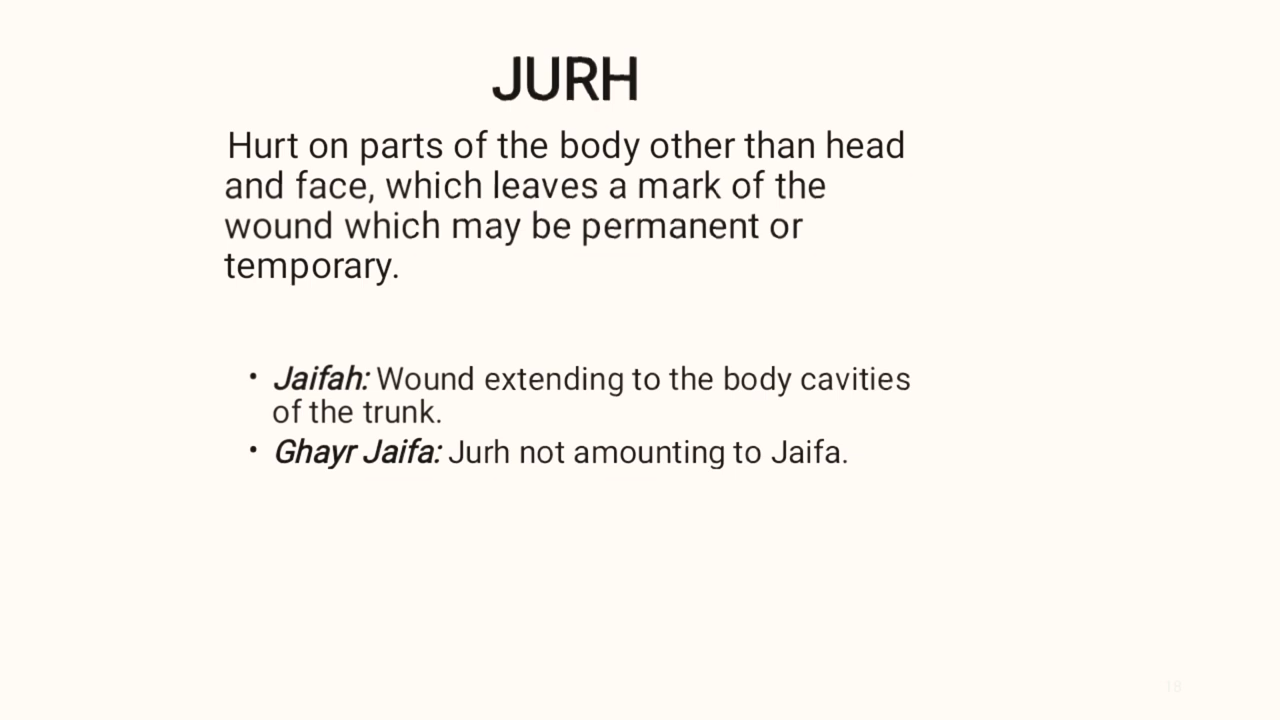 JURH
Hurt on parts of the body other than head
and face, which leaves a mark of the
wound which may be permanent or
temporary.
• Jaifah: Wound extending to the body cavities
of the trunk.
• Ghayr Jaifa: Jurh not amounting to Jaifa.
18